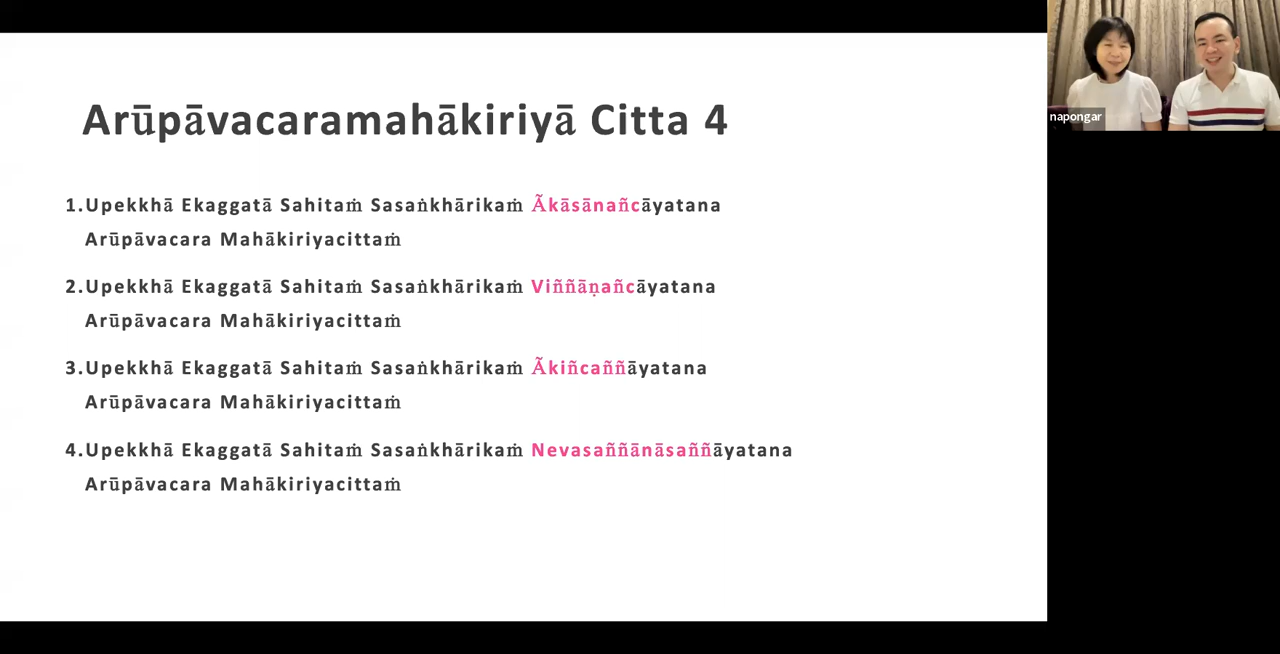 Arūpāvacaramahākiriyā Citta 4
napongar
1.Upekkhā Ekaggatā Sahitaṁ Sasaṅkhārikaṁ Ãkāsānañcāyatana
Arūpāvacara Mahākiriyacittaṁ
2.Upekkhā Ekaggatā Sahitaṁ Sasaṅkhārikaṁ Viññāṇañcāyatana
Arūpāvacara Mahākiriyacittaṁ
3.Upekkhā Ekaggatā Sahitaṁ Sasaṅkhārikaṁ Ãkiñcaññāyatana
Arūpāvacara Mahākiriyacittaṁ
4.Upekkhā Ekaggatā Sahitaṁ Sasaṅkhārikaṁ Nevasaññānāsaññāyatana
Arūpāvacara Mahākiriyacittaṁ